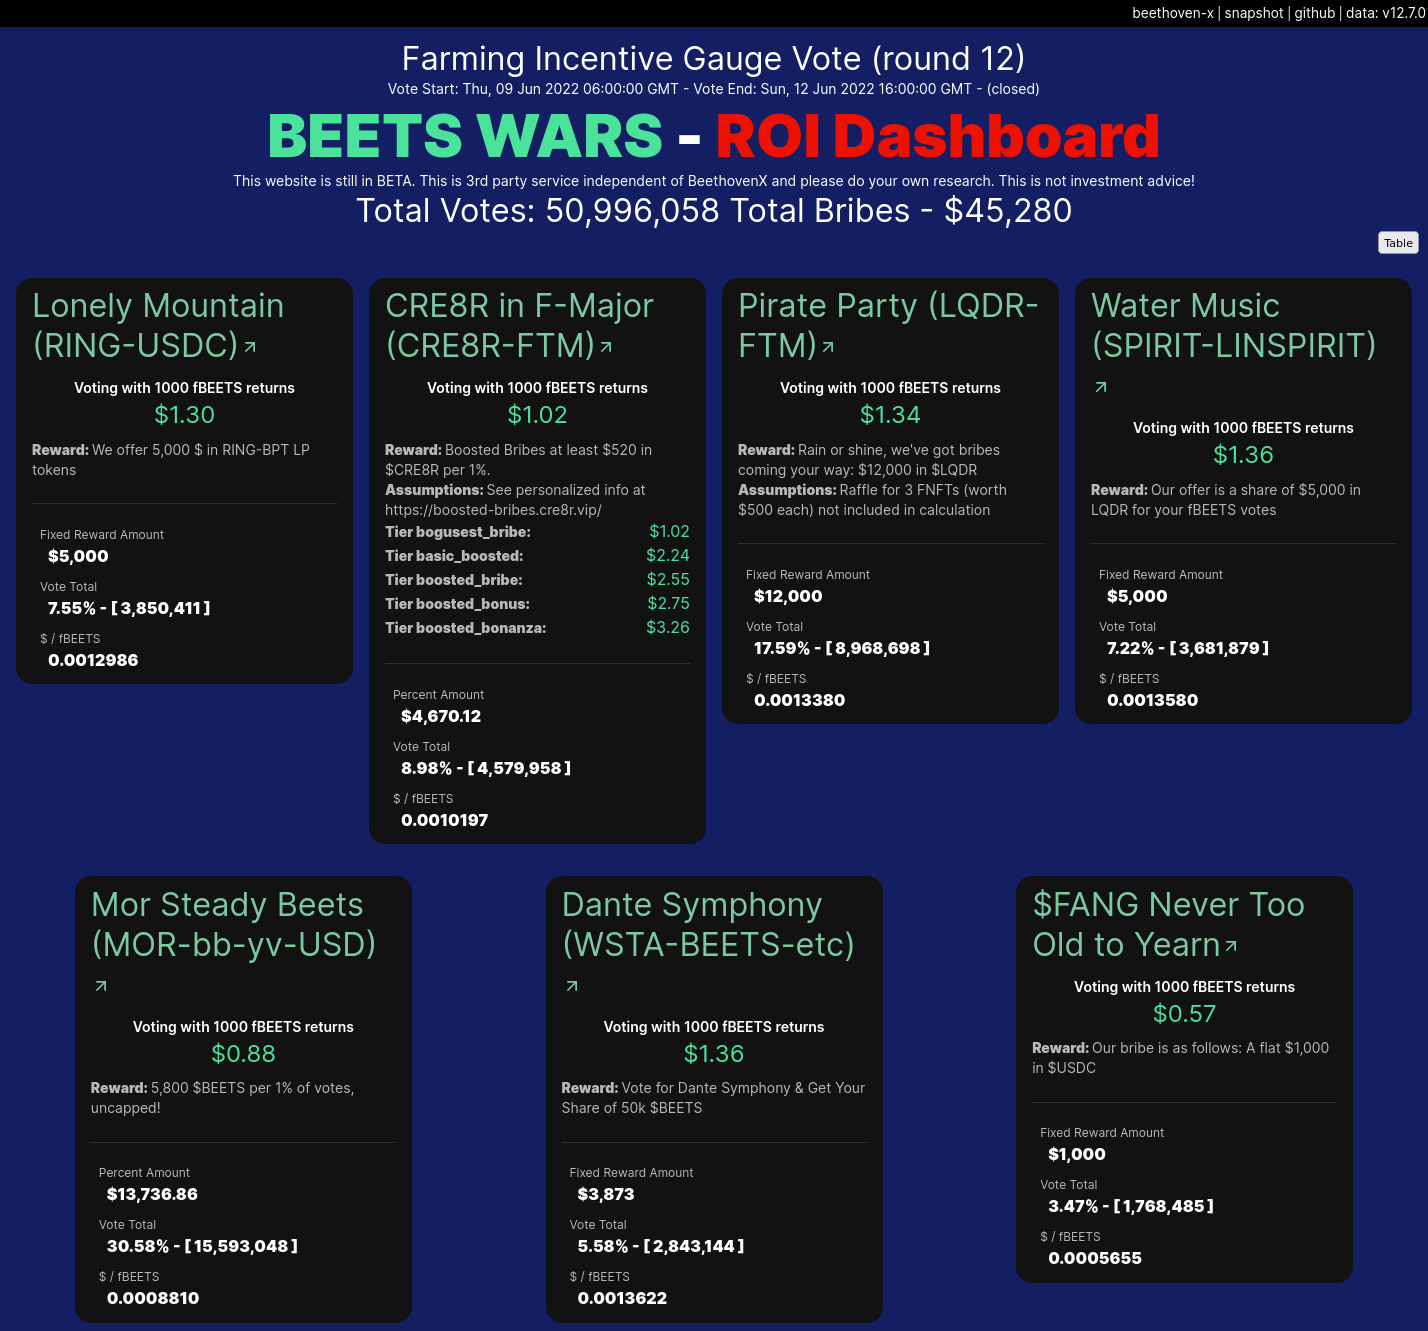 beethoven-x | snapshot | github | data: v12.7.0
Farming Incentive Gauge Vote (round 12)
Vote Start: Thu, 09 Jun 2022 06:00:00 GMT - Vote End: Sun, 12 Jun 2022 16:00:00 GMT - (closed)
BEETS WARS - ROI Dashboard
This website is still in BETA. This is 3rd party service independent of BeethovenX and please do your own research. This is not investment advice!
Total Votes: 50,996,058 Total Bribes - $45,280
Table
Lonely Mountain
(RING-USDC)
Voting with 1000 fBEETS returns
$1.30
Reward: We offer 5,000 $ in RING-BPT LP
tokens
Fixed Reward Amount
$5,000
Vote Total
7.55% - [ 3,850,411 ]
$ / fBEETS
0.0012986
CRE8R in F-Major
(CRE8R-FTM)
Voting with 1000 fBEETS returns
$1.02
Reward: Boosted Bribes at least $520 in
$CRE8R per 1%.
Assumptions: See personalized info at
https://boosted-bribes.cre8r.vip/
Tier bogusest_bribe: $1.02
Tier basic_boosted: $2.24
Tier boosted_bribe: $2.55
Tier boosted_bonus: $2.75
Tier boosted_bonanza: $3.26
Percent Amount
$4,670.12
Vote Total
8.98% - [ 4,579,958 ]
$ / fBEETS
0.0010197
Pirate Party (LQDR-
FTM)
Voting with 1000 fBEETS returns
$1.34
Reward: Rain or shine, we've got bribes
coming your way: $12,000 in $LQDR
Assumptions: Raffle for 3 FNFTs (worth
$500 each) not included in calculation
Fixed Reward Amount
$12,000
Vote Total
17.59% - [ 8,968,698 ]
$ / fBEETS
0.0013380
Water Music
(SPIRIT-LINSPIRIT)
Voting with 1000 fBEETS returns
$1.36
Reward: Our offer is a share of $5,000 in
LQDR for your fBEETS votes
Fixed Reward Amount
$5,000
Vote Total
7.22% - [ 3,681,879 ]
$ / fBEETS
0.0013580
Mor Steady Beets
(MOR-bb-yv-USD)
Voting with 1000 fBEETS returns
$0.88
Reward: 5,800 $BEETS per 1% of votes,
uncapped!
Percent Amount
$13,736.86
Vote Total
30.58% - [ 15,593,048 ]
$ / fBEETS
0.0008810
Dante Symphony
(WSTA-BEETS-etc)
Voting with 1000 fBEETS returns
$1.36
Reward: Vote for Dante Symphony & Get Your
Share of 50k $BEETS
Fixed Reward Amount
$3,873
Vote Total
5.58% - [ 2,843,144 ]
$ / fBEETS
0.0013622
$FANG Never Too
Old to Yearn
Voting with 1000 fBEETS returns
$0.57
Reward: Our bribe is as follows: A flat $1,000
in $USDC
Fixed Reward Amount
$1,000
Vote Total
3.47% - [ 1,768,485 ]
$ / fBEETS
0.0005655